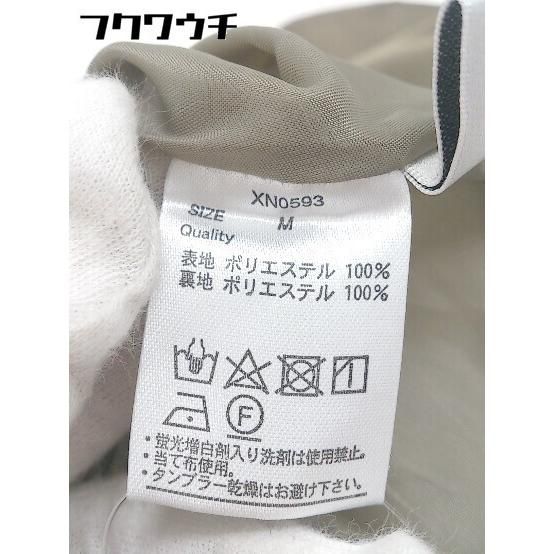 フクワウチ
XN0593
SIZE M
Quality
表地 ポリエステル 100%
裏地 ポリエステル 100%
F
・蛍光増白剤入り洗剤は使用禁止。
・当て布使用。
・タンブラー乾燥はお避け下さい。